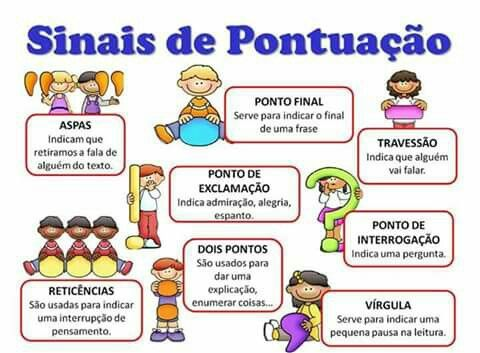 Sinais de Pontuação
ASPAS
Indicam que
retiramos a fala de
alguém do texto.
PONTO FINAL
Serve para indicar o final
de uma frase
TRAVESSÃO
Indica que alguém
vai falar.
PONTO DE
EXCLAMAÇÃO
Indica admiração, alegria,
espanto.
PONTO DE
INTERROGAÇÃO
Indica uma pergunta.
RETICÊNCIAS
São usadas para indicar
uma interrupção de
pensamento.
DOIS PONTOS
São usados para
dar uma
explicação,
enumerar coisas...
VÍRGULA
Serve para indicar uma
pequena pausa na leitura.